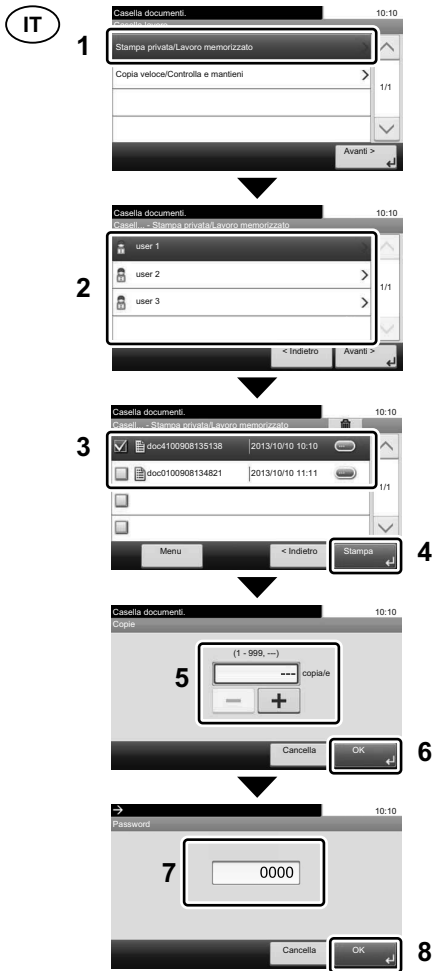 IT
1
Casella documenti. 10:10
Casella lavoro
Stampa privata/Lavoro memorizzato
Copia veloce/Controlla e mantieni
1/1
Avanti >
2
Casella documenti. 10:10
Casell... - Stampa privata/Lavoro memorizzato
user 1
user 2
user 3
1/1
< Indietro Avanti >
3
Casella documenti. 10:10
Casell... - Stampa privata/Lavoro memorizzato
doc4100908135138 2013/10/10 10:10
doc0100908134821 2013/10/10 11:11
1/1
Menu < Indietro Stampa 4
Casella documenti. 10:10
Copie
(1 - 999, ---)
5 --- copia/e
Cancella OK 6
10:10
Password
7 0000
Cancella OK 8